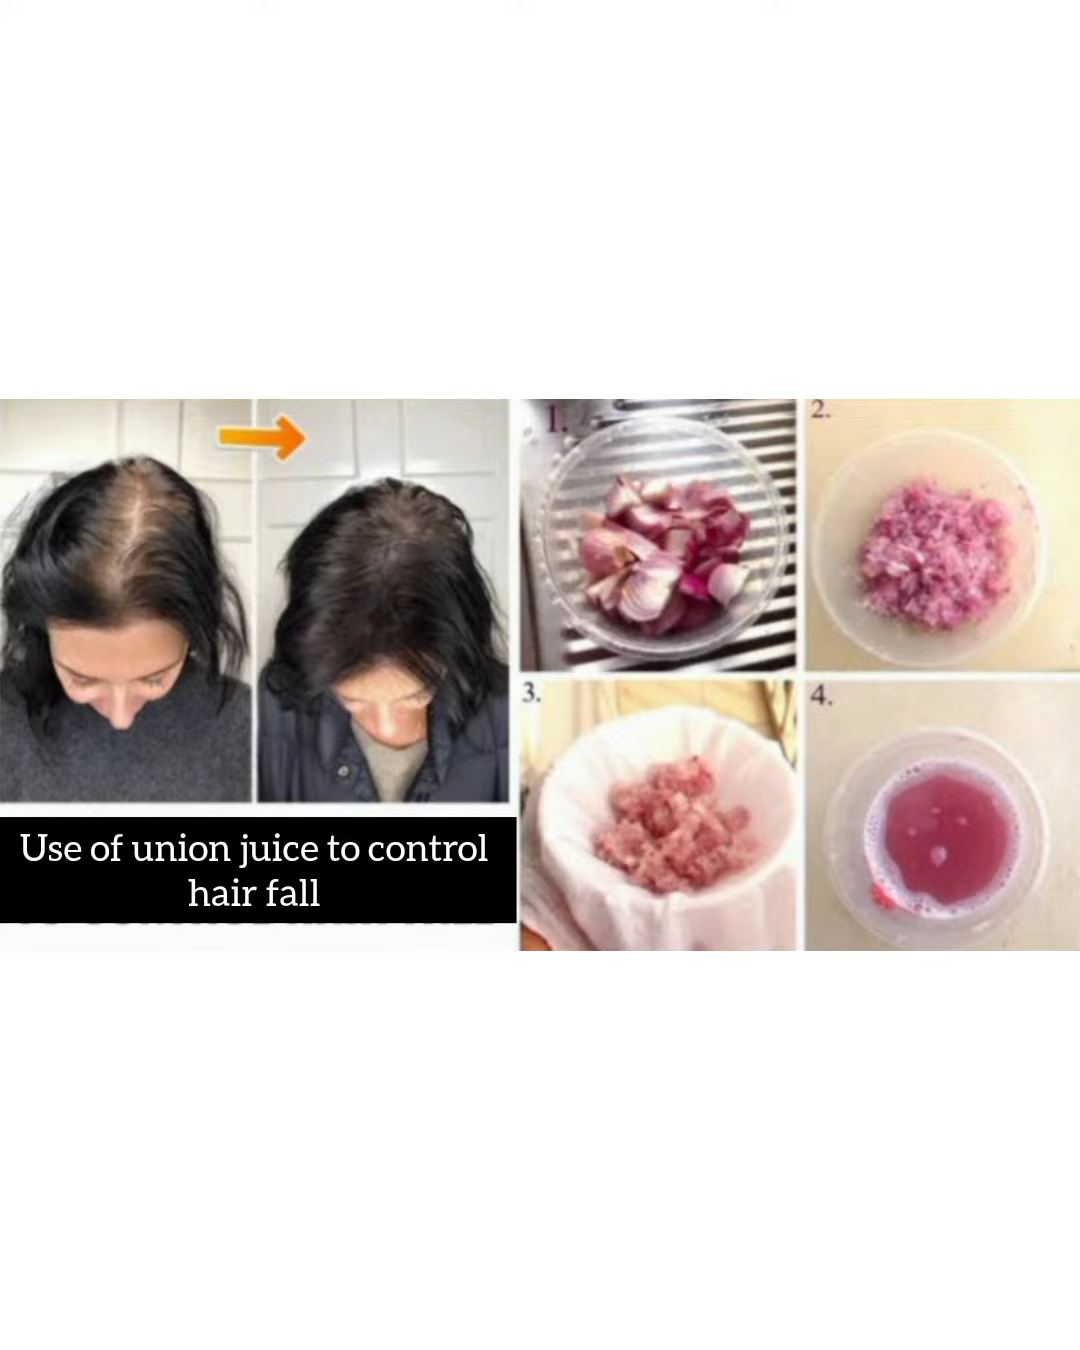 1.
2.
3.
4.
Use of union juice to control
hair fall